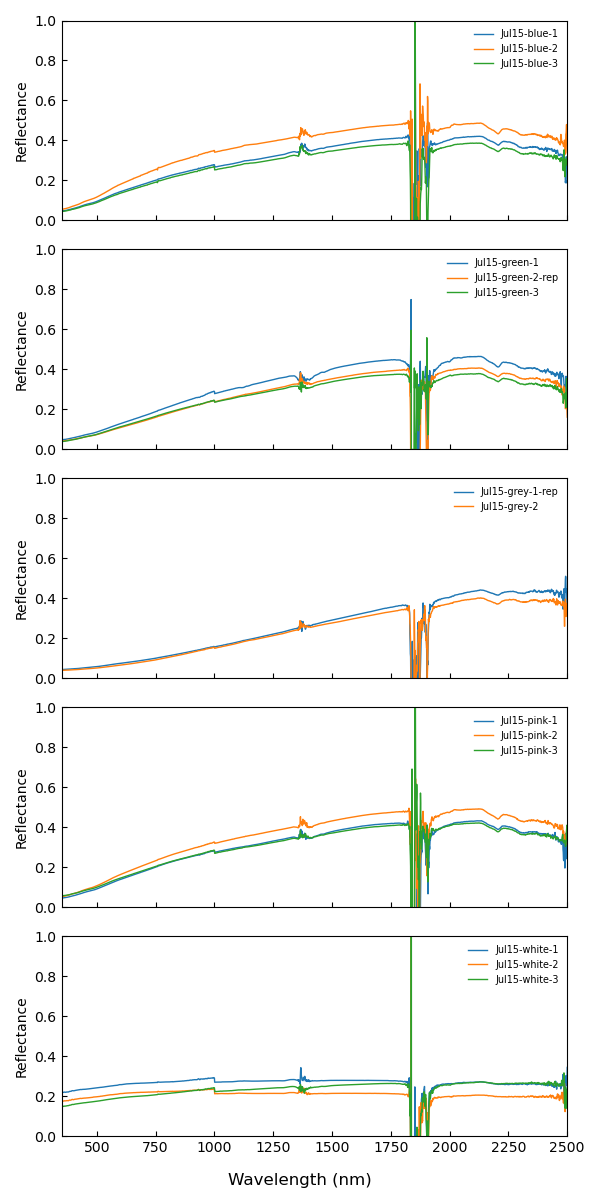 1.0
0.8
0.6
0.4
0.2
0.0
Reflectance
Jul15-blue-1
Jul15-blue-2
Jul15-blue-3
1.0
0.8
0.6
0.4
0.2
0.0
Reflectance
Jul15-green-1
Jul15-green-2-rep
Jul15-green-3
1.0
0.8
0.6
0.4
0.2
0.0
Reflectance
Jul15-grey-1-rep
Jul15-grey-2
1.0
0.8
0.6
0.4
0.2
0.0
Reflectance
Jul15-pink-1
Jul15-pink-2
Jul15-pink-3
1.0
0.8
0.6
0.4
0.2
0.0
Reflectance
Jul15-white-1
Jul15-white-2
Jul15-white-3
500 750 1000 1250 1500 1750 2000 2250 2500
Wavelength (nm)